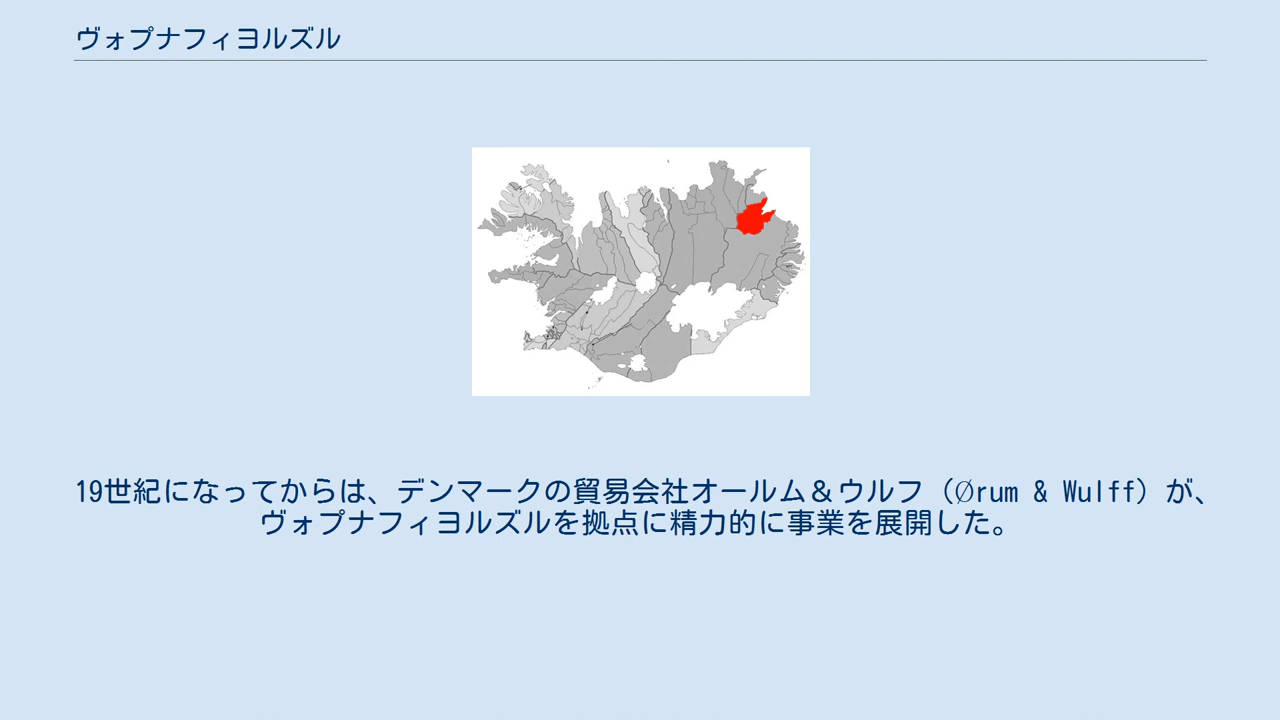 ヴォプナフィヨルズル
19世紀になってからは、デンマークの貿易会社オールム＆ウルフ（Ørum & Wulff）が、
ヴォプナフィヨルズルを拠点に精力的に事業を展開した。